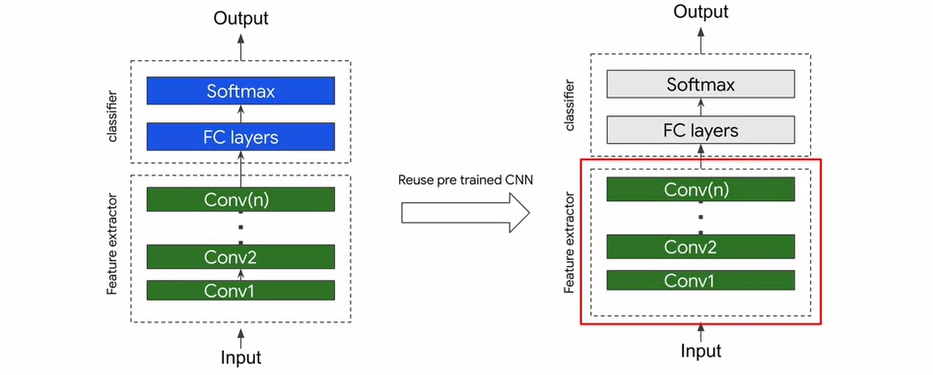 Output
classifier
Softmax
FC layers
Feature extractor
Conv(n)
Conv2
Conv1
Input
Reuse pre trained CNN
Output
classifier
Softmax
FC layers
Feature extractor
Conv(n)
Conv2
Conv1
Input